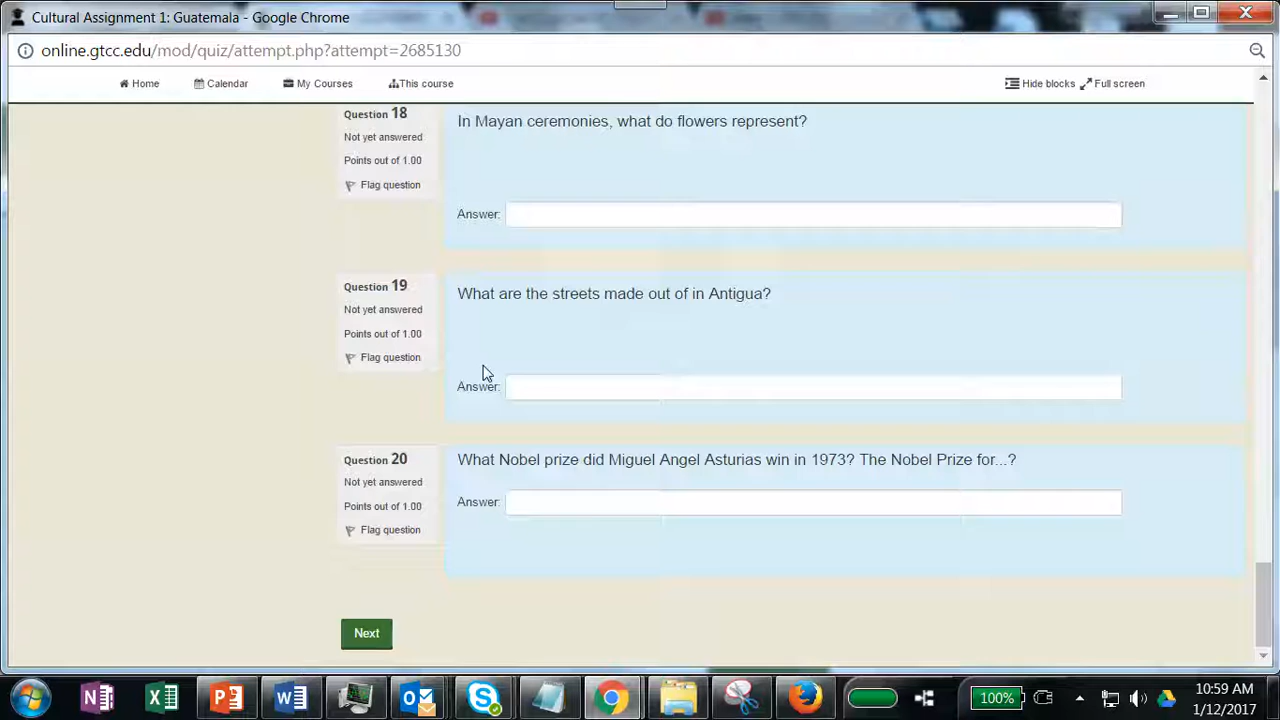 Cultural Assignment 1: Guatemala - Google Chrome
online.gtcc.edu/mod/quiz/attempt.php?attempt=2685130
Home Calendar My Courses This course Hide blocks Full screen
Question 18
Not yet answered
Points out of 1.00
Flag question
In Mayan ceremonies, what do flowers represent?
Answer:
Question 19
Not yet answered
Points out of 1.00
Flag question
What are the streets made out of in Antigua?
Answer:
Question 20
Not yet answered
Points out of 1.00
Flag question
What Nobel prize did Miguel Angel Asturias win in 1973? The Nobel Prize for...?
Answer:
Next
100%
10:59 AM
1/12/2017